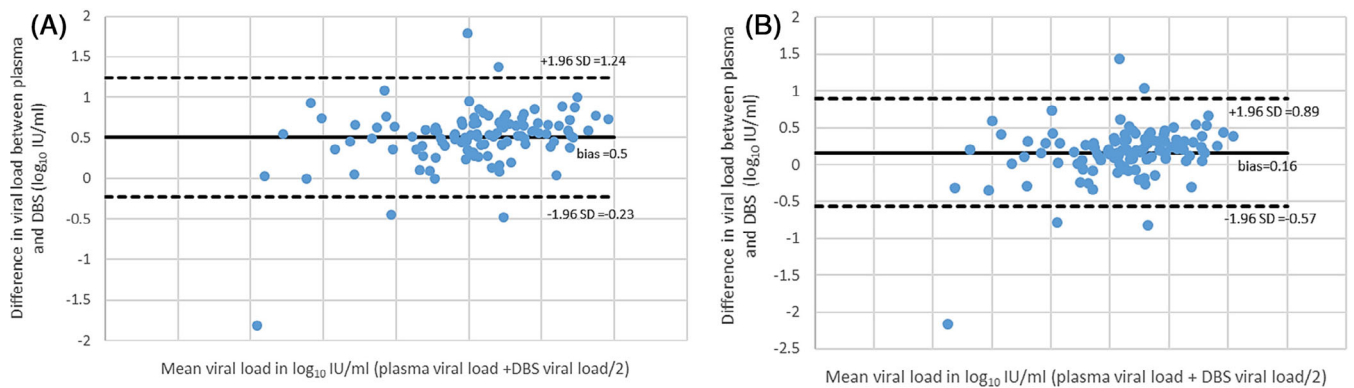 (A)
Difference in viral load between plasma
and DBS (log10 IU/ml)
2
1.5
1
0.5
0
-0.5
-1
-1.5
-2
+1.96 SD =1.24
bias =0.5
-1.96 SD =-0.23
Mean viral load in log10 IU/ml (plasma viral load +DBS viral load/2)
(B)
Difference in viral load between plasma
and DBS (log10 IU/ml)
2
1.5
1
0.5
0
-0.5
-1
-1.5
-2
-2.5
+1.96 SD =0.89
bias=0.16
-1.96 SD =-0.57
Mean viral load in log10 IU/ml (plasma viral load + DBS viral load/2)